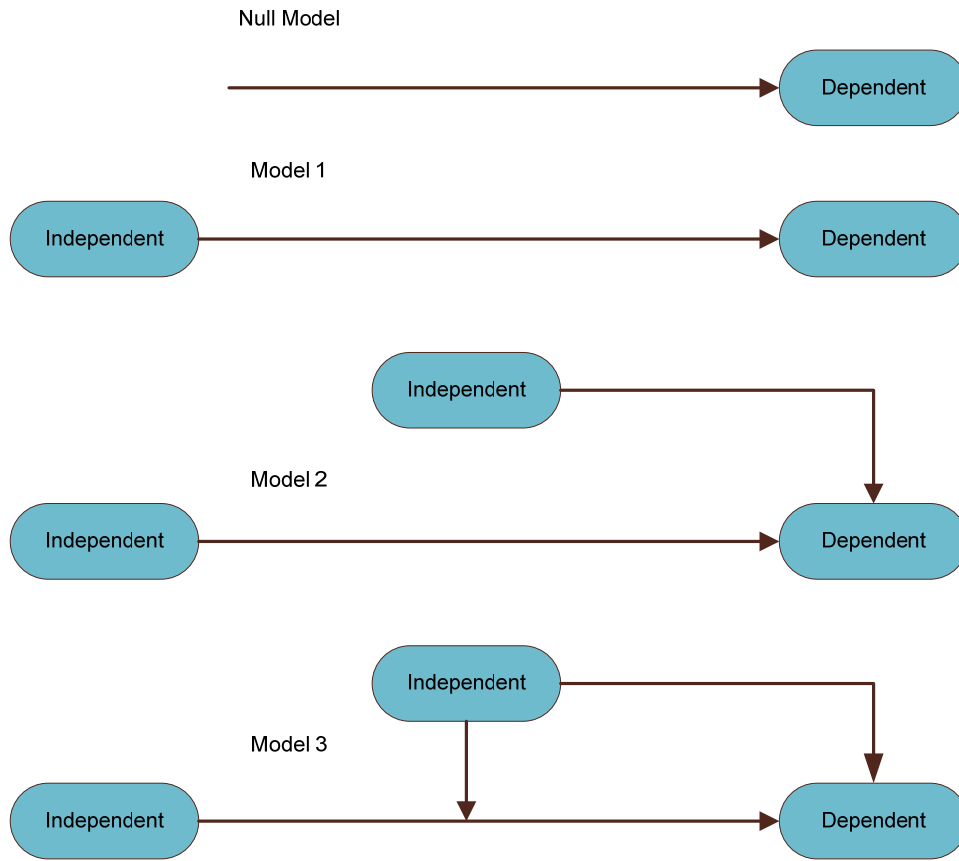 Null Model
Dependent
Model 1
Independent
Dependent
Independent
Model 2
Independent
Dependent
Independent
Model 3
Independent
Dependent